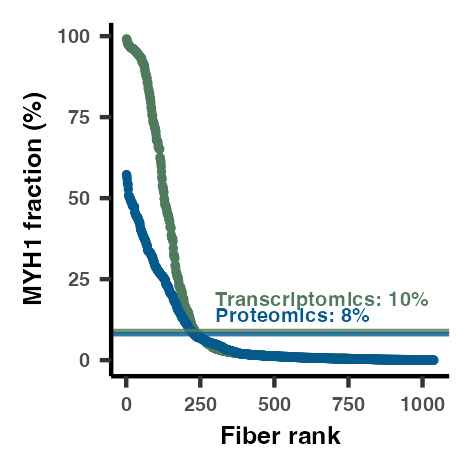 MYH1 fraction (%)
100
75
50
25
0
Transcriptomics: 10%
Proteomics: 8%
0 250 500 750 1000
Fiber rank